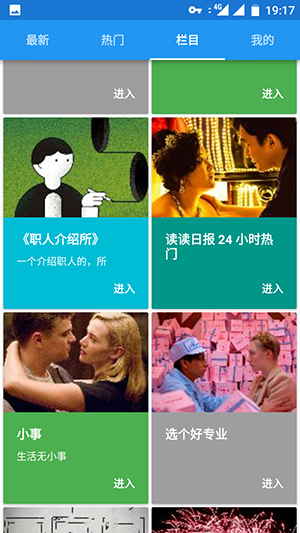 4G 19:17
最新 热门 栏目 我的
进入 进入
《职人介绍所》
一个介绍职人的，所
进入
读读日报 24 小时热
门
进入
小事
生活无小事
进入
选个好专业
进入